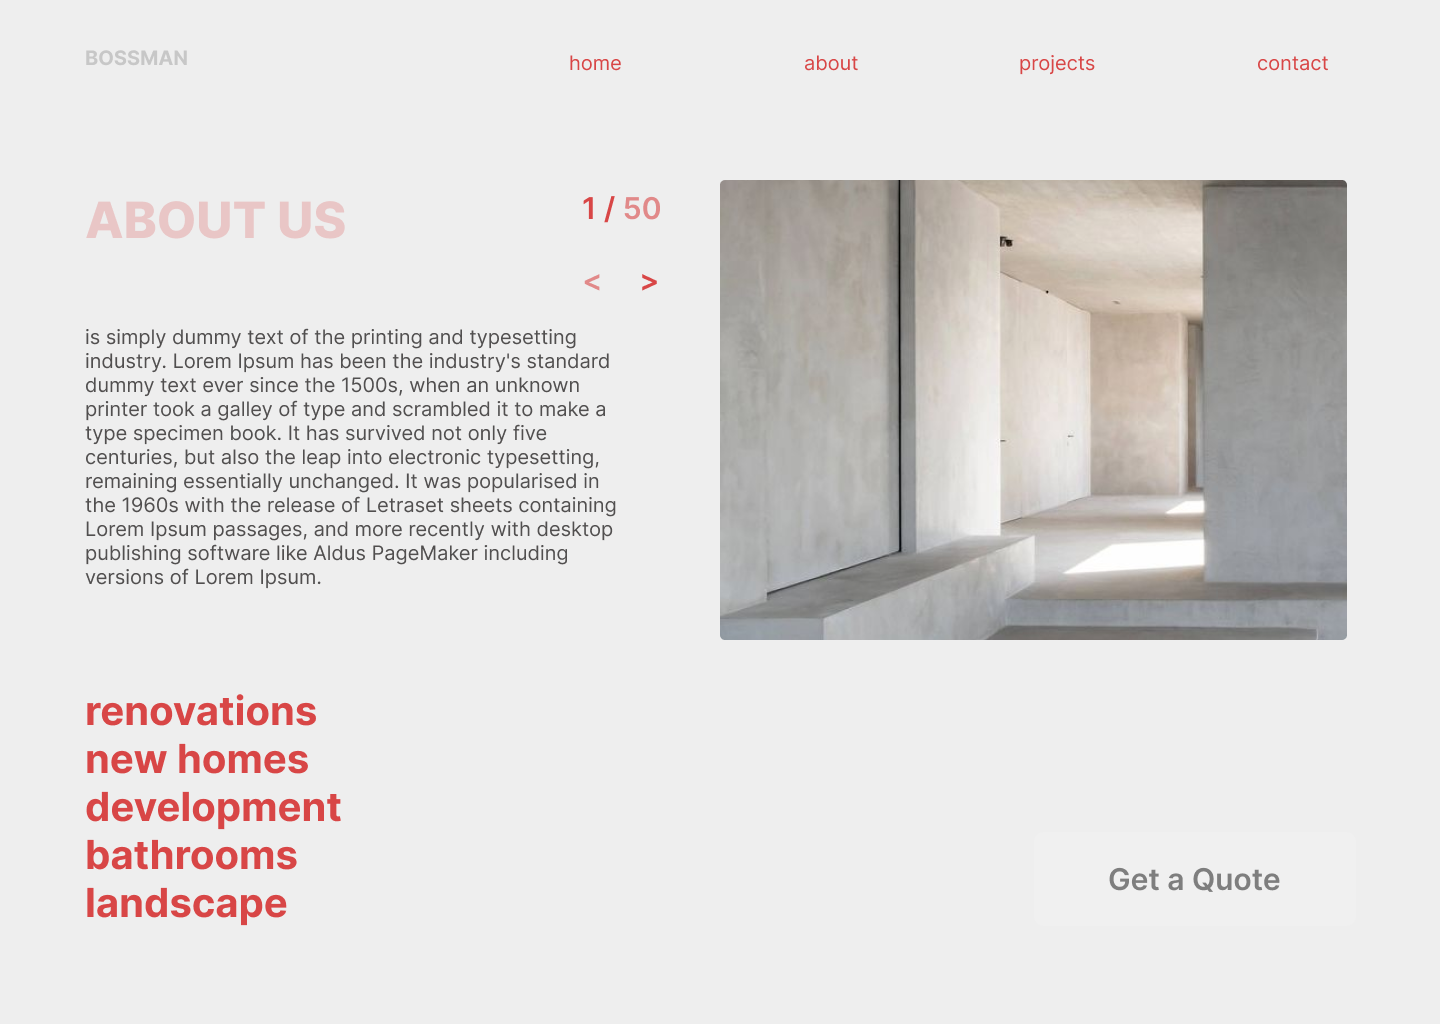 BOSSMAN
home about projects contact
ABOUT US
1 / 50
< >
is simply dummy text of the printing and typesetting
industry. Lorem Ipsum has been the industry's standard
dummy text ever since the 1500s, when an unknown
printer took a galley of type and scrambled it to make a
type specimen book. It has survived not only five
centuries, but also the leap into electronic typesetting,
remaining essentially unchanged. It was popularised in
the 1960s with the release of Letraset sheets containing
Lorem Ipsum passages, and more recently with desktop
publishing software like Aldus PageMaker including
versions of Lorem Ipsum.
renovations
new homes
development
bathrooms
landscape
Get a Quote